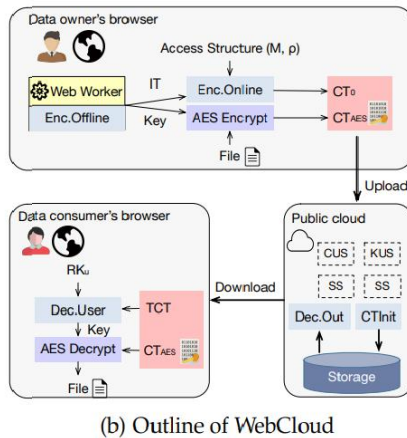 Data owner's browser
Access Structure (M, ρ)
Web Worker
IT
Enc.Online
CT₀
Enc.Offline
Key
AES Encrypt
CTAES
File
Upload
Data consumer's browser
Public cloud
RKᵤ
CUS
KUS
Download
SS
SS
Dec.User
TCT
Key
Dec.Out
CTInit
AES Decrypt
CTAES
File
Storage
(b) Outline of WebCloud